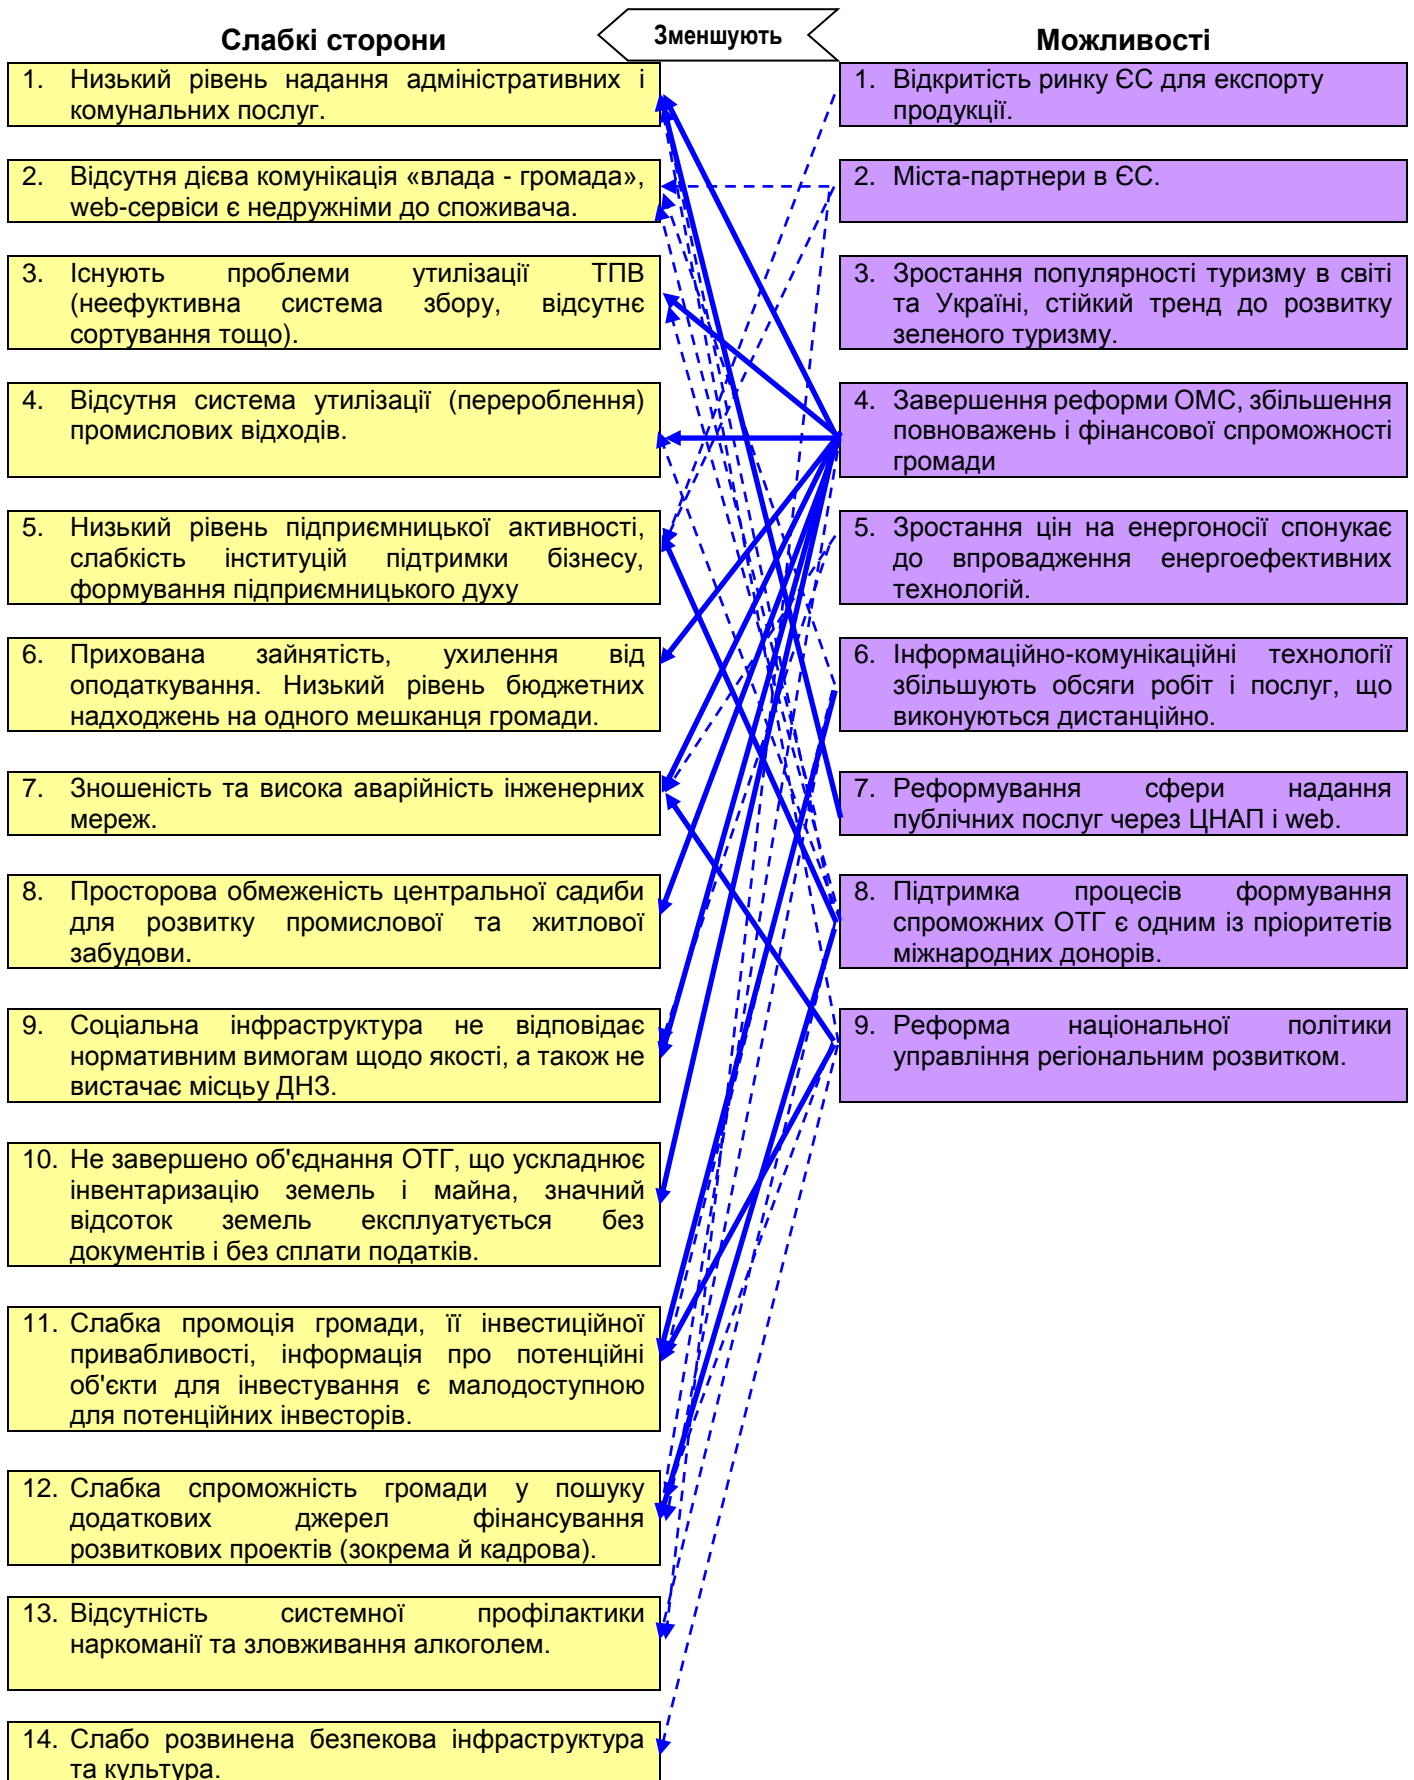 Слабкі сторони
Зменшують
Можливості
1. Низький рівень надання адміністративних і
комунальних послуг.
2. Відсутня дієва комунікація «влада - громада»,
web-сервіси є недружніми до споживача.
3. Існують проблеми утилізації ТПВ
(неефуктивна система збору, відсутнє
сортування тощо).
4. Відсутня система утилізації (перероблення)
промислових відходів.
5. Низький рівень підприємницької активності,
слабкість інституцій підтримки бізнесу,
формування підприємницького духу
6. Прихована зайнятість, ухилення від
оподаткування. Низький рівень бюджетних
надходжень на одного мешканця громади.
7. Зношеність та висока аварійність інженерних
мереж.
8. Просторова обмеженість центральної садиби
для розвитку промислової та житлової
забудови.
9. Соціальна інфраструктура не відповідає
нормативним вимогам щодо якості, а також не
вистачає місцьу ДНЗ.
10. Не завершено об'єднання ОТГ, що ускладнює
інвентаризацію земель і майна, значний
відсоток земель експлуатується без
документів і без сплати податків.
11. Слабка промоція громади, її інвестиційної
привабливості, інформація про потенційні
об'єкти для інвестування є малодоступною
для потенційних інвесторів.
12. Слабка спроможність громади у пошуку
додаткових джерел фінансування
розвиткових проектів (зокрема й кадрова).
13. Відсутність системної профілактики
наркоманії та зловживання алкоголем.
14. Слабо розвинена безпекова інфраструктура
та культура.
1. Відкритість ринку ЄС для експорту
продукції.
2. Міста-партнери в ЄС.
3. Зростання популярності туризму в світі
та Україні, стійкий тренд до розвитку
зеленого туризму.
4. Завершення реформи ОМС, збільшення
повноважень і фінансової спроможності
громади
5. Зростання цін на енергоносії спонукає
до впровадження енергоефективних
технологій.
6. Інформаційно-комунікаційні технології
збільшують обсяги робіт і послуг, що
виконуються дистанційно.
7. Реформування сфери надання
публічних послуг через ЦНАП і web.
8. Підтримка процесів формування
спроможних ОТГ є одним із пріоритетів
міжнародних донорів.
9. Реформа національної політики
управління регіональним розвитком.